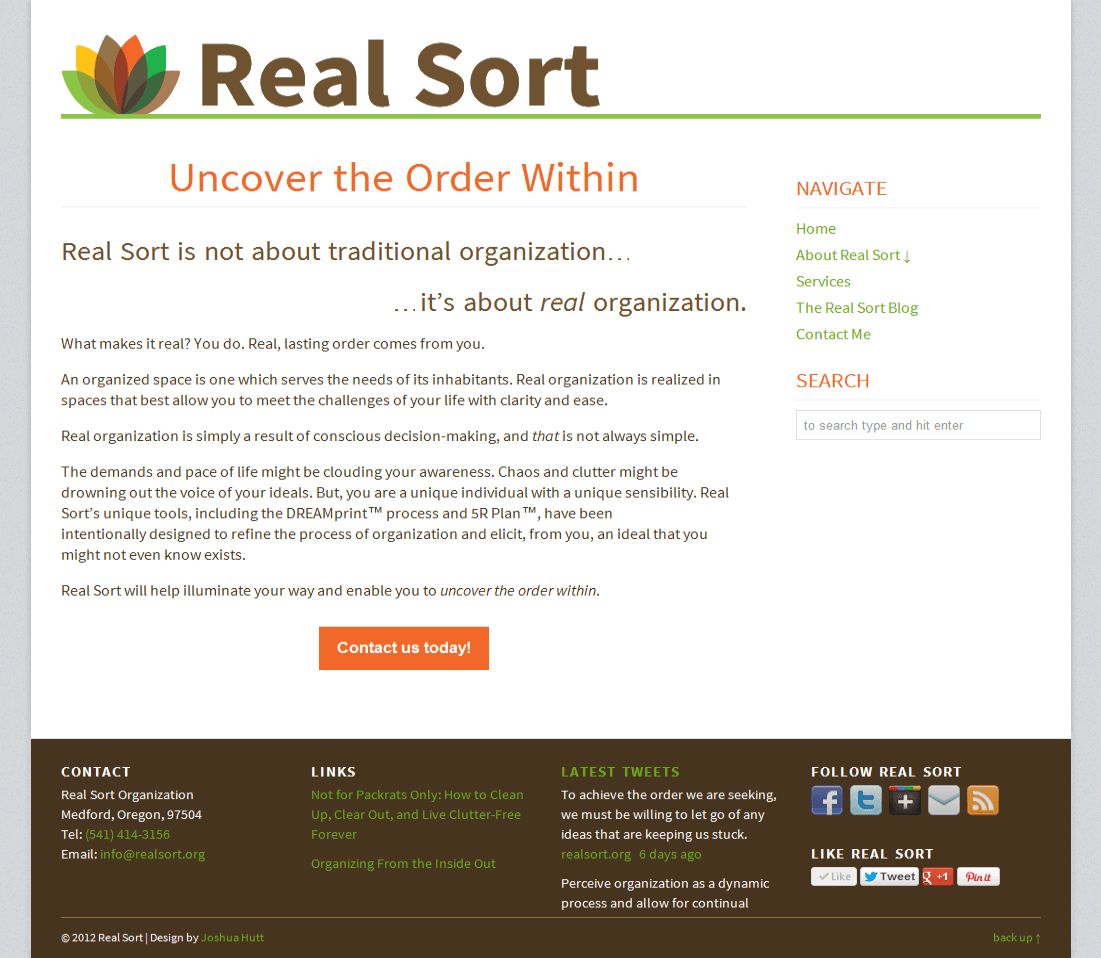 Real Sort
Uncover the Order Within
Real Sort is not about traditional organization…
…it’s about real organization.
What makes it real? You do. Real, lasting order comes from you.
An organized space is one which serves the needs of its inhabitants. Real organization is realized in
spaces that best allow you to meet the challenges of your life with clarity and ease.
Real organization is simply a result of conscious decision-making, and that is not always simple.
The demands and pace of life might be clouding your awareness. Chaos and clutter might be
drowning out the voice of your ideals. But, you are a unique individual with a unique sensibility. Real
Sort’s unique tools, including the DREAMprint™ process and 5R Plan™, have been
intentionally designed to refine the process of organization and elicit, from you, an ideal that you
might not even know exists.
Real Sort will help illuminate your way and enable you to uncover the order within.
Contact us today!
NAVIGATE
Home
About Real Sort ↓
Services
The Real Sort Blog
Contact Me
SEARCH
to search type and hit enter
CONTACT
Real Sort Organization
Medford, Oregon, 97504
Tel: (541) 414-3156
Email: info@realsort.org
LINKS
Not for Packrats Only: How to Clean
Up, Clear Out, and Live Clutter-Free
Forever
Organizing From the Inside Out
LATEST TWEETS
To achieve the order we are seeking,
we must be willing to let go of any
ideas that are keeping us stuck.
realsort.org 6 days ago
Perceive organization as a dynamic
process and allow for continual
FOLLOW REAL SORT
LIKE REAL SORT
Like Tweet +1 Pin it
© 2012 Real Sort | Design by Joshua Hutt
back up ↑